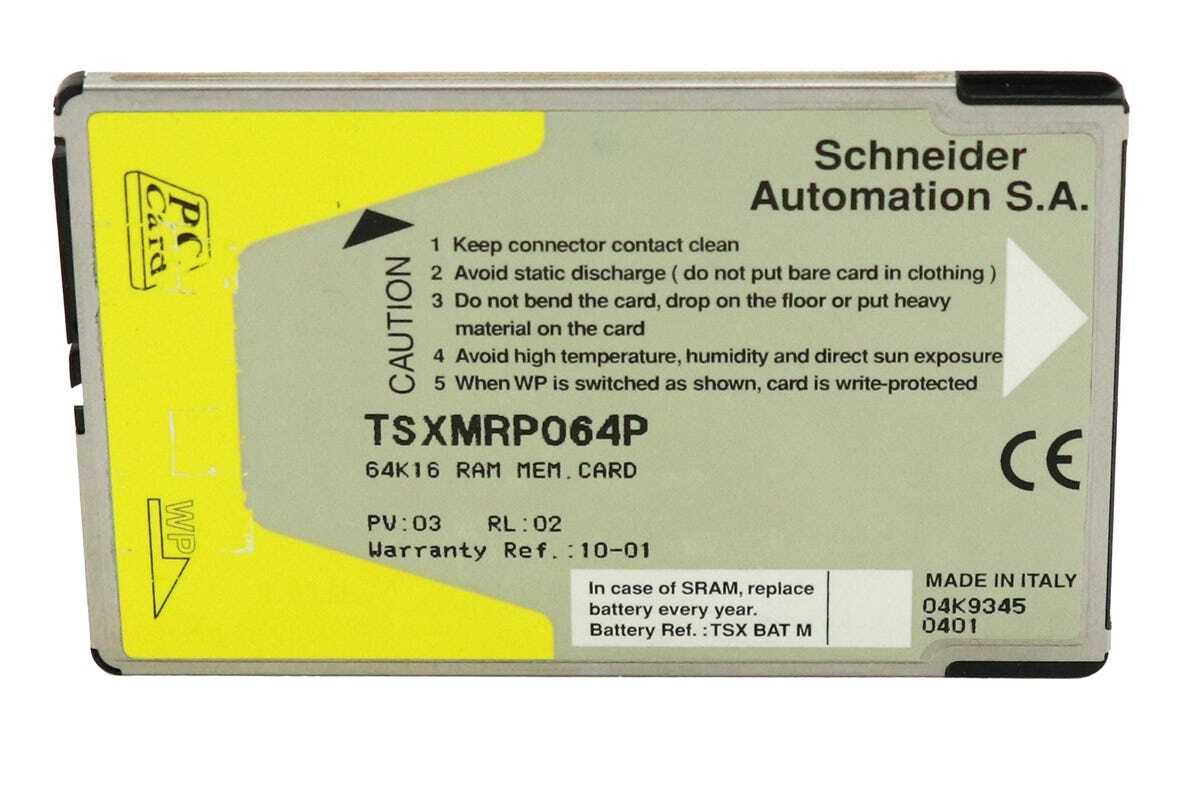 PC
Card
Schneider
Automation S.A.
CAUTION
1 Keep connector contact clean
2 Avoid static discharge ( do not put bare card in clothing )
3 Do not bend the card, drop on the floor or put heavy
material on the card
4 Avoid high temperature, humidity and direct sun exposure
5 When WP is switched as shown, card is write-protected
TSXMRP064P
64K16 RAM MEM.CARD
CE
PV:03 RL:02
Warranty Ref.:10-01
WP
In case of SRAM, replace
battery every year.
Battery Ref. : TSX BAT M
MADE IN ITALY
04K9345
0401